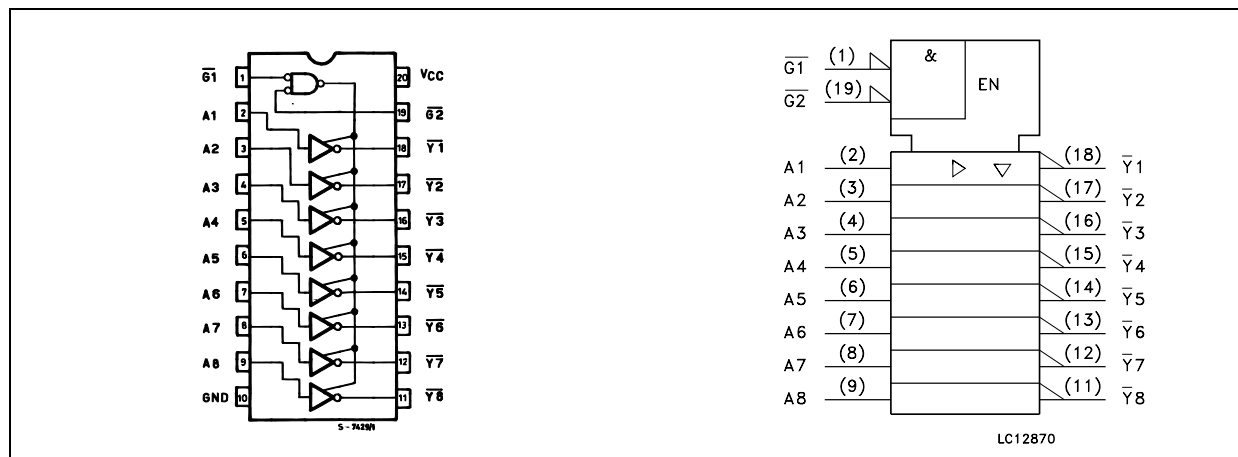 G1 1 20 VCC
A1 2 19 G2
A2 3 18 Y1
A3 4 17 Y2
A4 5 16 Y3
A5 6 15 Y4
A6 7 14 Y5
A7 8 13 Y6
A8 9 12 Y7
GND 10 11 Y8
S-7429/1
G1 (1) & EN
G2 (19)
A1 (2) (18) Y1
A2 (3) (17) Y2
A3 (4) (16) Y3
A4 (5) (15) Y4
A5 (6) (14) Y5
A6 (7) (13) Y6
A7 (8) (12) Y7
A8 (9) (11) Y8
LC12870